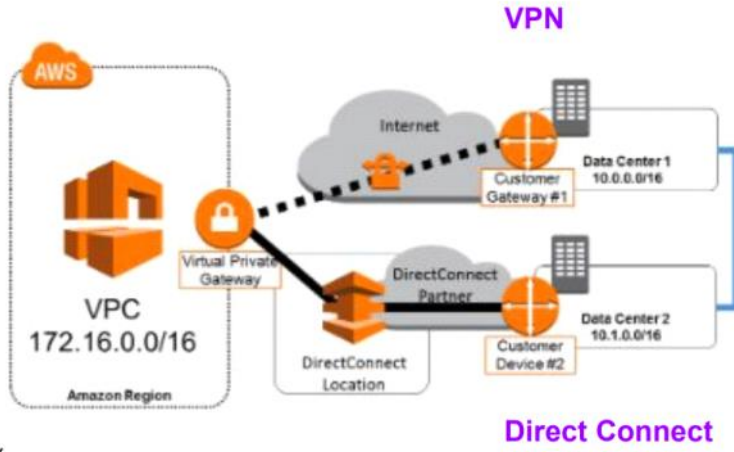 VPN
AWS
Internet
Customer
Gateway #1
Data Center 1
10.0.0.0/16
Virtual Private
Gateway
VPC
172.16.0.0/16
Amazon Region
DirectConnect
Partner
DirectConnect
Location
Customer
Device #2
Data Center 2
10.1.0.0/16
Direct Connect